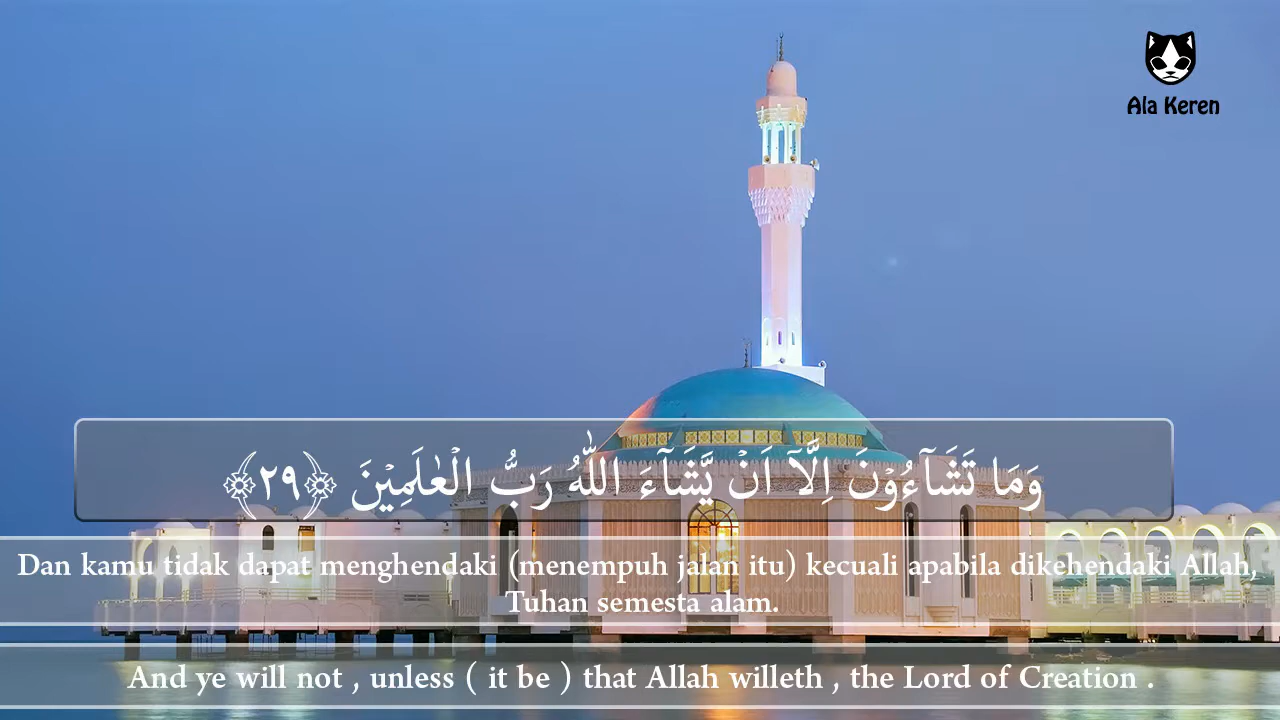 Ala Keren
وَمَا تَشَآءُوْنَ اِلَّآ اَنْ يَّشَآءَ اللّٰهُ رَبُّ الْعٰلَمِيْنَ ﴿٢٩﴾
Dan kamu tidak dapat menghendaki (menempuh jalan itu) kecuali apabila dikehendaki Allah,
Tuhan semesta alam.
And ye will not , unless ( it be ) that Allah willeth , the Lord of Creation .